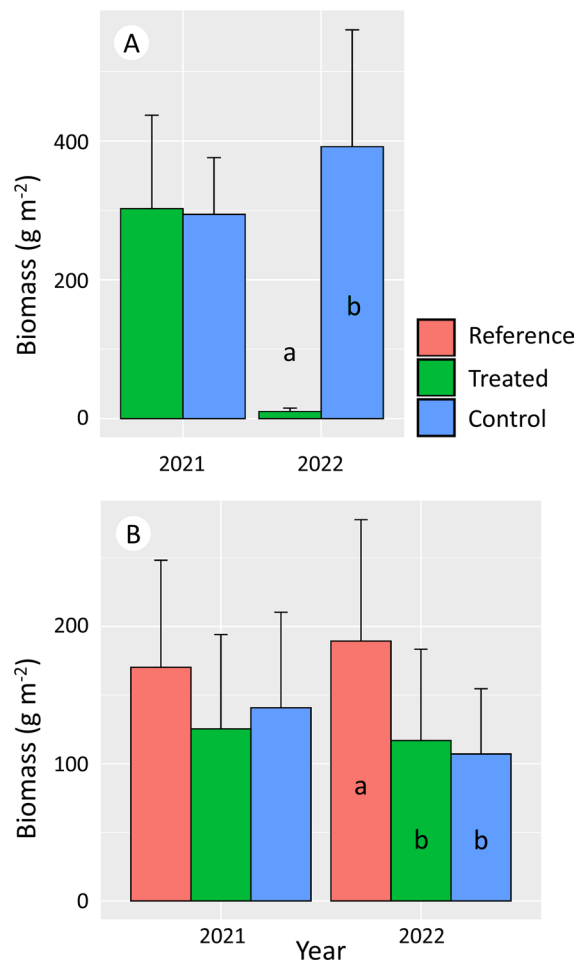 A
Biomass (g m⁻²)
400
200
0
a
b
2021
2022
Reference
Treated
Control
B
Biomass (g m⁻²)
200
100
0
a
b
b
2021
2022
Year